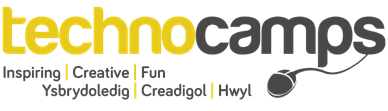 technocamps
Inspiring | Creative | Fun
Ysbrydoledig | Creadigol | Hwyl